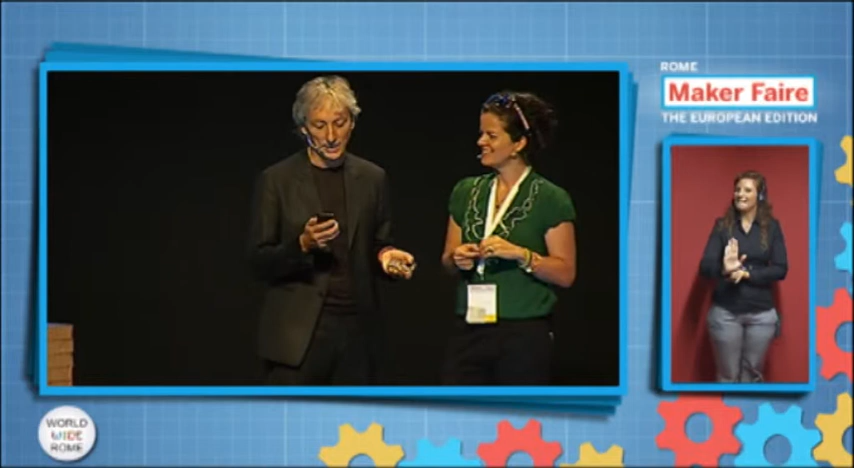 ROME
Maker Faire
THE EUROPEAN EDITION
WORLD
WIDE
ROME